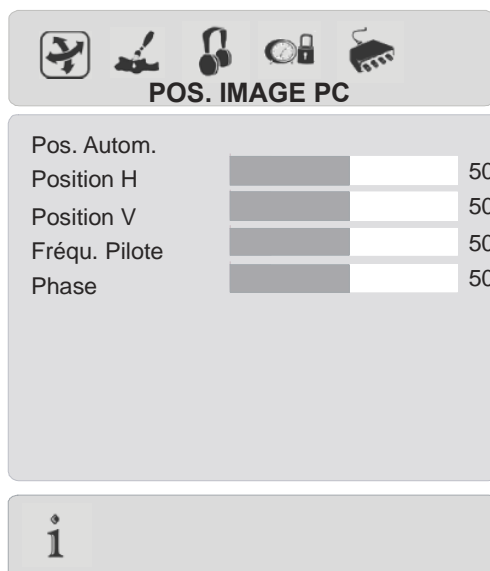 POS. IMAGE PC
Pos. Autom.
Position H 50
Position V 50
Fréqu. Pilote 50
Phase 50
i